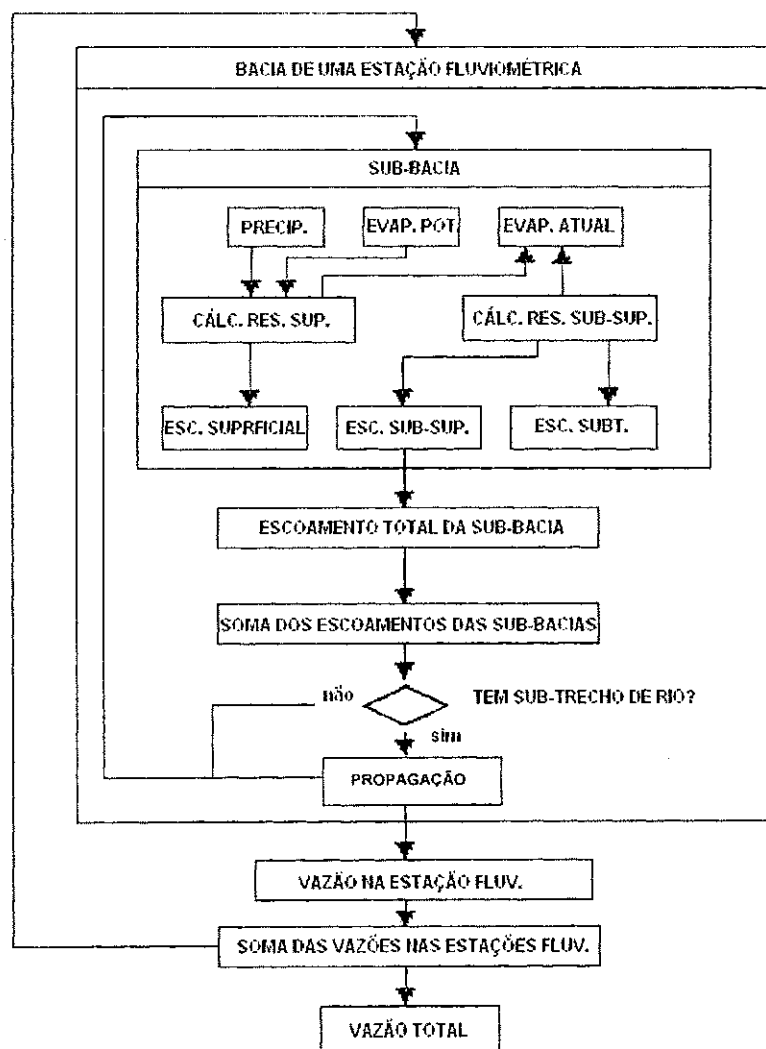 BACIA DE UMA ESTAÇÃO FLUVIOMÉTRICA
SUB-BACIA
PRECIP.
EVAP. POT
EVAP. ATUAL
CÁLC. RES. SUP.
CÁLC. RES. SUB-SUP.
ESC. SUPRFICIAL
ESC. SUB-SUP.
ESC. SUBT.
ESCOAMENTO TOTAL DA SUB-BACIA
SOMA DOS ESCOAMENTOS DAS SUB-BACIAS
não
TEM SUB-TRECHO DE RIO?
sim
PROPAGAÇÃO
VAZÃO NA ESTAÇÃO FLUV.
SOMA DAS VAZÕES NAS ESTAÇÕES FLUV.
VAZÃO TOTAL